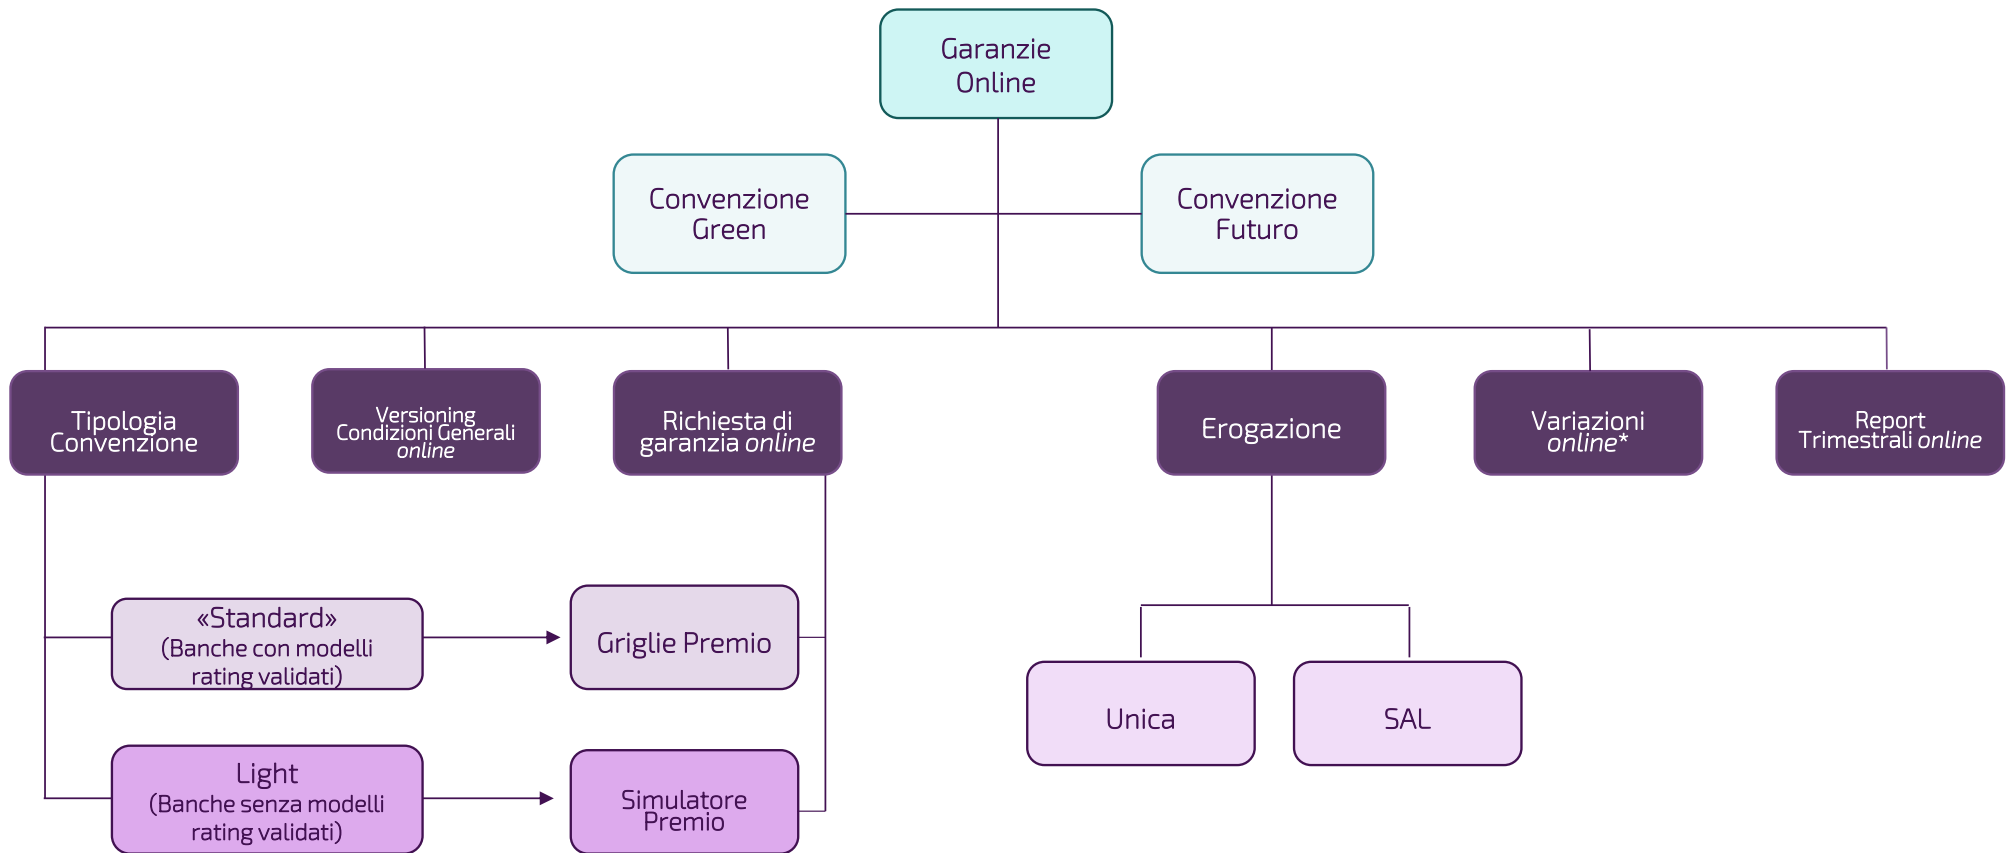 Garanzie
Online
Convenzione
Green
Convenzione
Futuro
Tipologia
Convenzione
Versioning
Condizioni Generali
online
Richiesta di
garanzia online
Erogazione
Variazioni
online*
Report
Trimestrali online
«Standard»
(Banche con modelli
rating validati)
Griglie Premio
Unica
SAL
Light
(Banche senza modelli
rating validati)
Simulatore
Premio